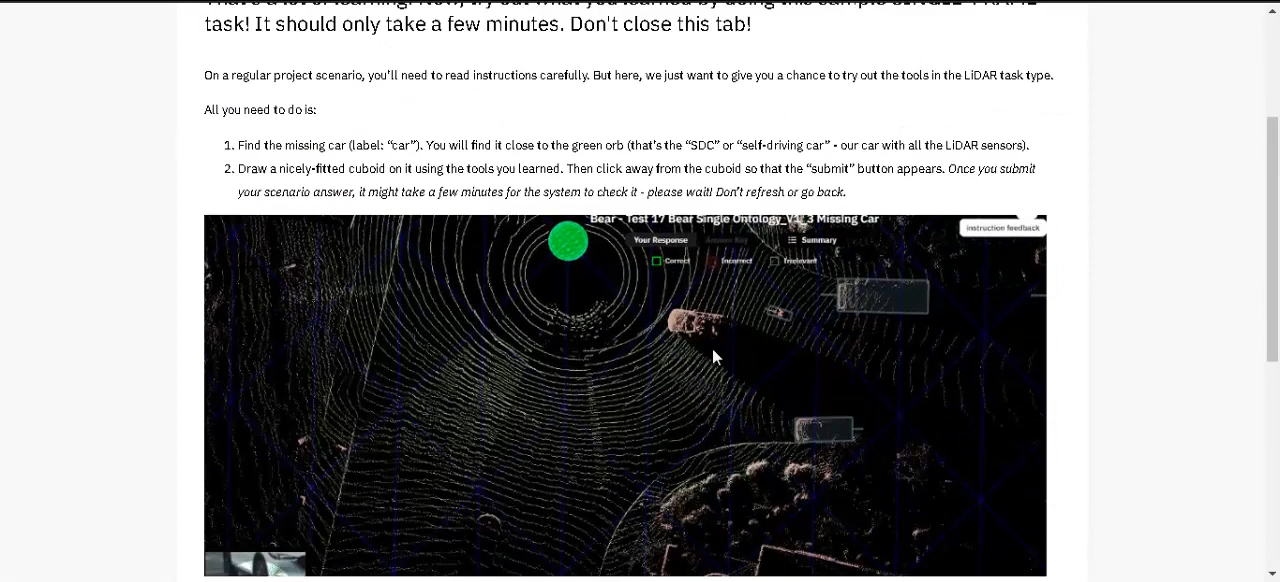 task! It should only take a few minutes. Don't close this tab!
On a regular project scenario, you'll need to read instructions carefully. But here, we just want to give you a chance to try out the tools in the LiDAR task type.
All you need to do is:
1. Find the missing car (label: "car"). You will find it close to the green orb (that's the "SDC" or "self-driving car" - our car with all the LiDAR sensors).
2. Draw a nicely-fitted cuboid on it using the tools you learned. Then click away from the cuboid so that the "submit" button appears. Once you submit
your scenario answer, it might take a few minutes for the system to check it - please wait! Don't refresh or go back.
Bear - Test 17 Bear Single Ontology_V1_3 Missing Car
instruction feedback
Your Response Answer Key Summary
Correct Incorrect Irrelevant